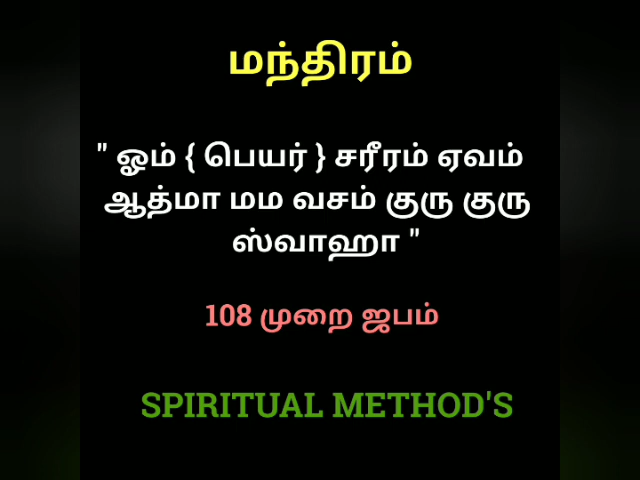 மந்திரம்
" ஓம் { பெயர் } சரீரம் ஏவம்
ஆத்மா மம வசம் குரு குரு
ஸ்வாஹா "
108 முறை ஜபம்
SPIRITUAL METHOD'S